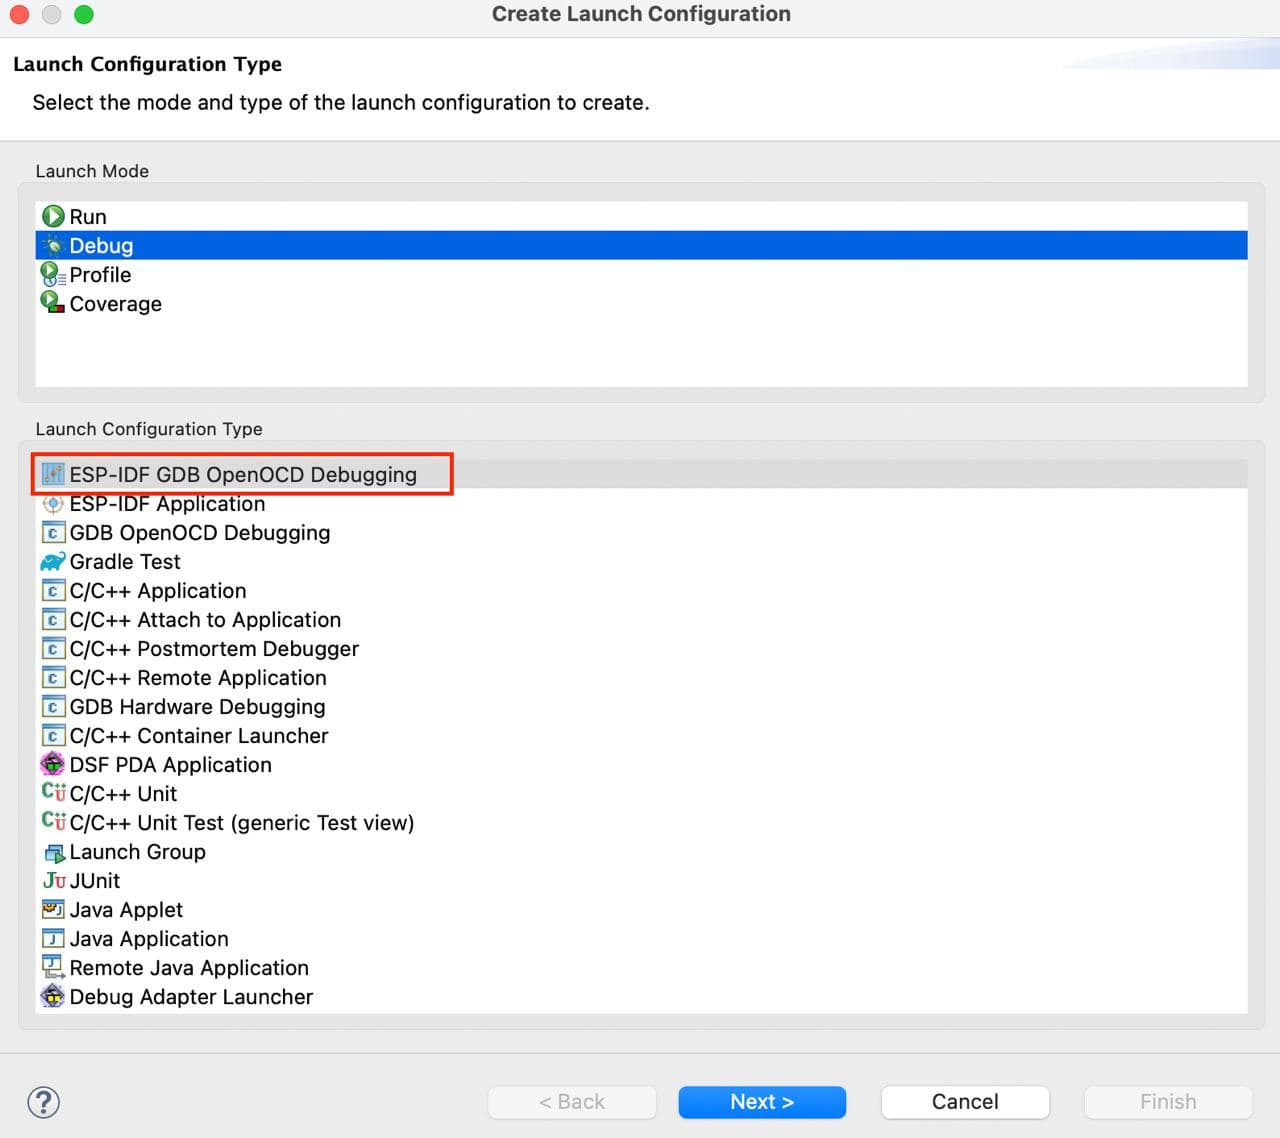 Create Launch Configuration
Launch Configuration Type
Select the mode and type of the launch configuration to create.
Launch Mode
Run
Debug
Profile
Coverage
Launch Configuration Type
ESP-IDF GDB OpenOCD Debugging
ESP-IDF Application
GDB OpenOCD Debugging
Gradle Test
C/C++ Application
C/C++ Attach to Application
C/C++ Postmortem Debugger
C/C++ Remote Application
GDB Hardware Debugging
C/C++ Container Launcher
DSF PDA Application
C/C++ Unit
C/C++ Unit Test (generic Test view)
Launch Group
JUnit
Java Applet
Java Application
Remote Java Application
Debug Adapter Launcher
? < Back Next > Cancel Finish